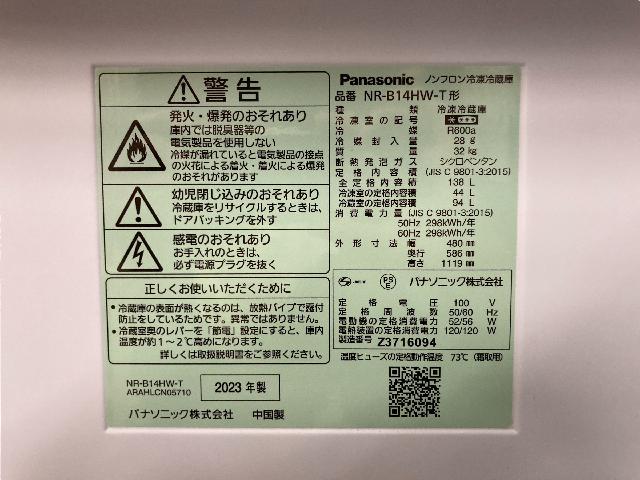 警告
発火・爆発のおそれあり
庫内では脱臭器等の
電気製品を使用しない
冷媒が漏れていると電気製品の接点
の火花による着火・着火による爆発
のおそれがあります
幼児閉じ込みのおそれあり
冷蔵庫をリサイクルするときは、
ドアパッキングを外す
感電のおそれあり
お手入れのときは、
必ず電源プラグを抜く
正しくお使いいただくために
・冷蔵庫の表面が熱くなるのは、放熱パイプで露付
防止をしているためで、異常ではありません。
・冷蔵室奥のレバーを「節電」設定にすると、庫内
温度が約1～2℃高めになります。
詳しくは取扱説明書をご参照ください。
NR-B14HW-T
ARAHLCN05710
2023年製
パナソニック株式会社 中国製
Panasonic ノンフロン冷凍冷蔵庫
品番 NR-B14HW-T形
種類 冷凍冷蔵庫
冷凍室の記号
冷媒 R600a
冷媒封入量 28g
質量 32kg
断熱発泡ガス シクロペンタン
定格内容積 (JIS C 9801-3:2015)
全定格内容積 138 L
冷凍室の定格内容積 44 L
冷蔵室の定格内容積 94 L
消費電力量 (JIS C 9801-3:2015)
50Hz 298kWh/年
60Hz 298kWh/年
外形寸法 幅 480mm
奥行 586mm
高さ 1119mm
PSE パナソニック株式会社
定格電圧 100 V
定格周波数 50/60 Hz
電動機の定格消費電力 52/56 W
電熱装置の定格消費電力 120/120 W
製造番号 Z3716094
温度ヒューズの定格動作温度 73℃(霜取用)